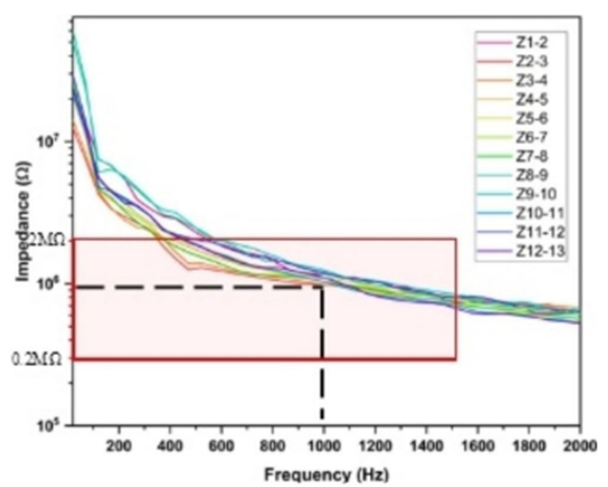 Z1-2
Z2-3
Z3-4
Z4-5
Z5-6
Z6-7
Z7-8
Z8-9
Z9-10
Z10-11
Z11-12
Z12-13
Impedance (Ω)
10⁷
2MΩ
10⁶
0.2MΩ
10⁵
200 400 600 800 1000 1200 1400 1600 1800 2000
Frequency (Hz)